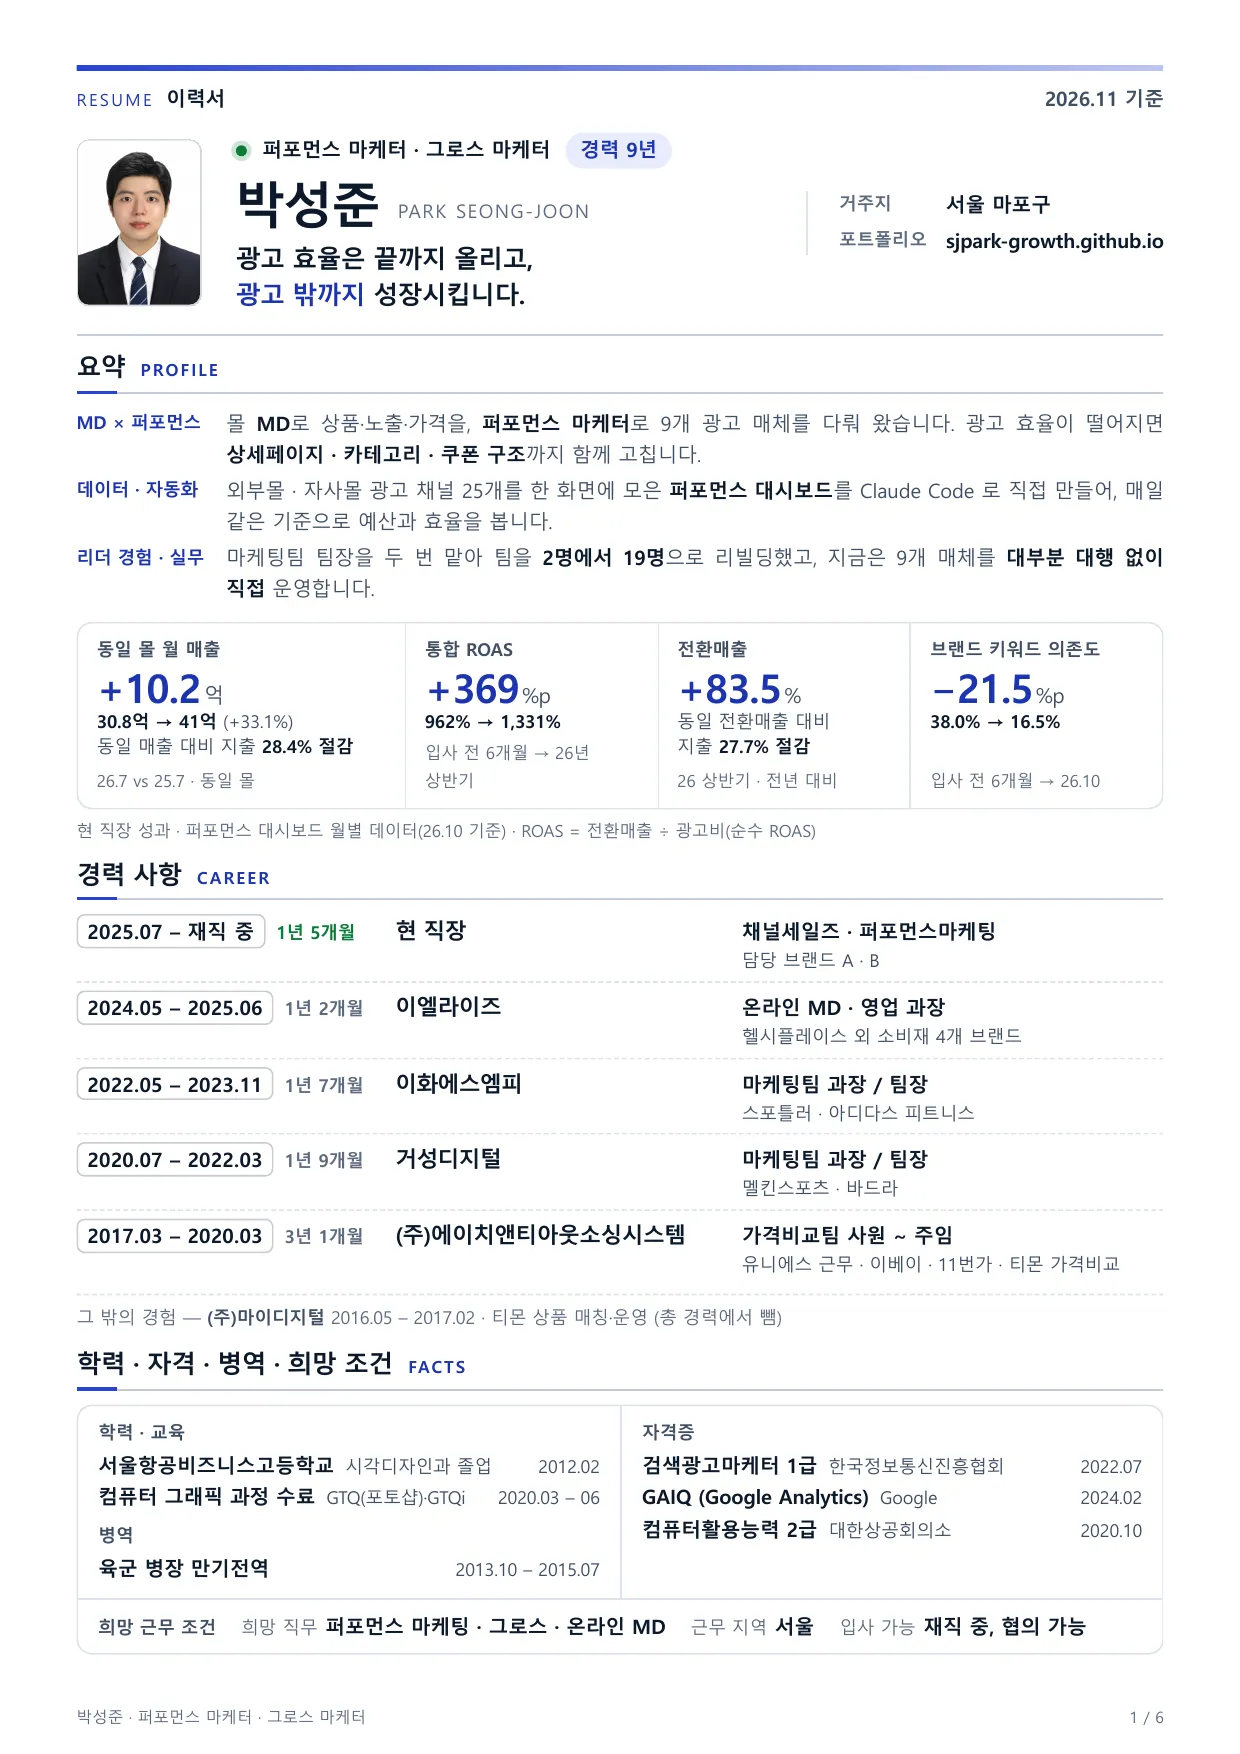 RESUME 이력서
2026.11 기준
퍼포먼스 마케터 · 그로스 마케터 경력 9년
박성준 PARK SEONG-JOON
광고 효율은 끝까지 올리고,
광고 밖까지 성장시킵니다.
거주지 서울 마포구
포트폴리오 sjpark-growth.github.io
요약 PROFILE
MD × 퍼포먼스 몰 MD로 상품·노출·가격을, 퍼포먼스 마케터로 9개 광고 매체를 다뤄 왔습니다. 광고 효율이 떨어지면
상세페이지 · 카테고리 · 쿠폰 구조까지 함께 고칩니다.
데이터 · 자동화 외부몰 · 자사몰 광고 채널 25개를 한 화면에 모은 퍼포먼스 대시보드를 Claude Code 로 직접 만들어, 매일
같은 기준으로 예산과 효율을 봅니다.
리더 경험 · 실무 마케팅팀 팀장을 두 번 맡아 팀을 2명에서 19명으로 리빌딩했고, 지금은 9개 매체를 대부분 대행 없이
직접 운영합니다.
동일 몰 월 매출
+10.2억
30.8억 → 41억 (+33.1%)
동일 매출 대비 지출 28.4% 절감
26.7 vs 25.7 · 동일 몰
통합 ROAS
+369%p
962% → 1,331%
입사 전 6개월 → 26년
상반기
전환매출
+83.5%
동일 전환매출 대비
지출 27.7% 절감
26 상반기 · 전년 대비
브랜드 키워드 의존도
−21.5%p
38.0% → 16.5%
입사 전 6개월 → 26.10
현 직장 성과 · 퍼포먼스 대시보드 월별 데이터(26.10 기준) · ROAS = 전환매출 ÷ 광고비(순수 ROAS)
경력 사항 CAREER
2025.07 – 재직 중 1년 5개월 현 직장 채널세일즈 · 퍼포먼스마케팅
담당 브랜드 A · B
2024.05 – 2025.06 1년 2개월 이엘라이즈 온라인 MD · 영업 과장
헬시플레이스 외 소비재 4개 브랜드
2022.05 – 2023.11 1년 7개월 이화에스엠피 마케팅팀 과장 / 팀장
스포틀러 · 아디다스 피트니스
2020.07 – 2022.03 1년 9개월 거성디지털 마케팅팀 과장 / 팀장
멜킨스포츠 · 바드라
2017.03 – 2020.03 3년 1개월 (주)에이치앤티아웃소싱시스템 가격비교팀 사원 ~ 주임
유니에스 근무 · 이베이 · 11번가 · 티몬 가격비교
그 밖의 경험 — (주)마이디지털 2016.05 – 2017.02 · 티몬 상품 매칭·운영 (총 경력에서 뺌)
학력 · 자격 · 병역 · 희망 조건 FACTS
학력 · 교육
서울항공비즈니스고등학교 시각디자인과 졸업 2012.02
컴퓨터 그래픽 과정 수료 GTQ(포토샵)·GTQi 2020.03 – 06
병역
육군 병장 만기전역 2013.10 – 2015.07
자격증
검색광고마케터 1급 한국정보통신진흥협회 2022.07
GAIQ (Google Analytics) Google 2024.02
컴퓨터활용능력 2급 대한상공회의소 2020.10
희망 근무 조건 희망 직무 퍼포먼스 마케팅 · 그로스 · 온라인 MD 근무 지역 서울 입사 가능 재직 중, 협의 가능
박성준 · 퍼포먼스 마케터 · 그로스 마케터
1 / 6